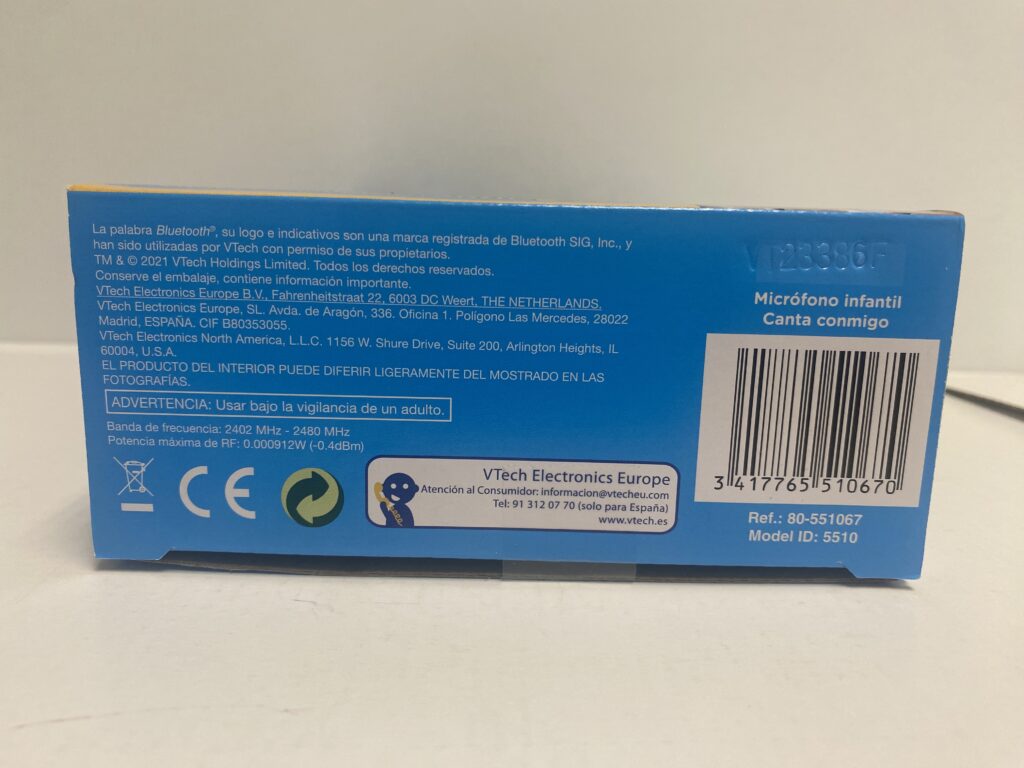 La palabra Bluetooth®, su logo e indicativos son una marca registrada de Bluetooth SIG, Inc., y
han sido utilizadas por VTech con permiso de sus propietarios.
TM & © 2021 VTech Holdings Limited. Todos los derechos reservados.
Conserve el embalaje, contiene información importante.
VTech Electronics Europe B.V., Fahrenheitstraat 22, 6003 DC Weert, THE NETHERLANDS.
VTech Electronics Europe, SL. Avda. de Aragón, 336. Oficina 1. Polígono Las Mercedes, 28022
Madrid, ESPAÑA. CIF B80353055.
VTech Electronics North America, L.L.C. 1156 W. Shure Drive, Suite 200, Arlington Heights, IL
60004, U.S.A.
EL PRODUCTO DEL INTERIOR PUEDE DIFERIR LIGERAMENTE DEL MOSTRADO EN LAS
FOTOGRAFÍAS.
ADVERTENCIA: Usar bajo la vigilancia de un adulto.
Banda de frecuencia: 2402 MHz - 2480 MHz
Potencia máxima de RF: 0.000912W (-0.4dBm)
CE
VTech Electronics Europe
Atención al Consumidor: informacion@vtecheu.com
Tel: 91 312 07 70 (solo para España)
www.vtech.es
VT23386F
Micrófono infantil
Canta conmigo
3 417765 510670
Ref.: 80-551067
Model ID: 5510